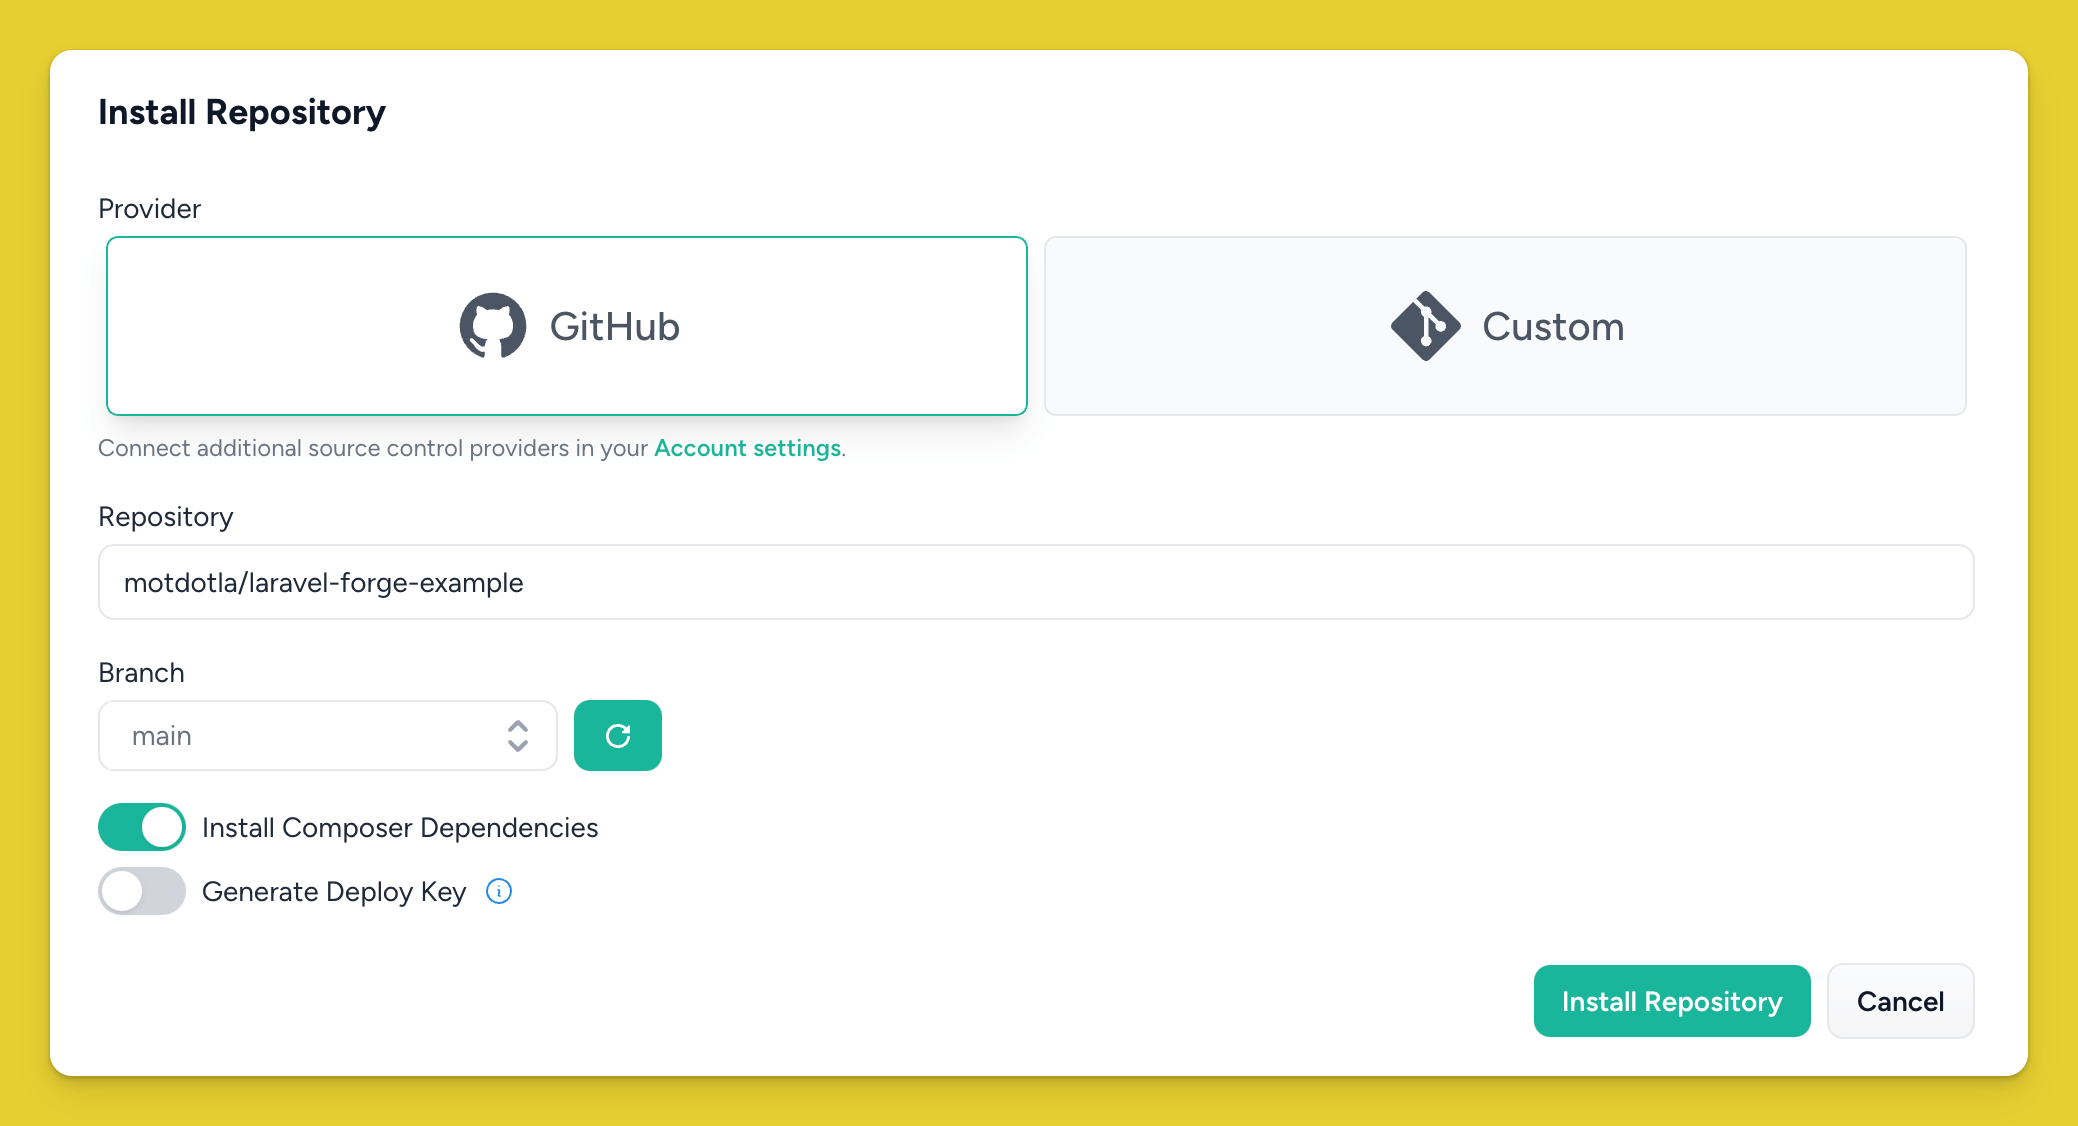 Install Repository
Provider
GitHub
Custom
Connect additional source control providers in your Account settings.
Repository
motdotla/laravel-forge-example
Branch
main
Install Composer Dependencies
Generate Deploy Key
Install Repository
Cancel